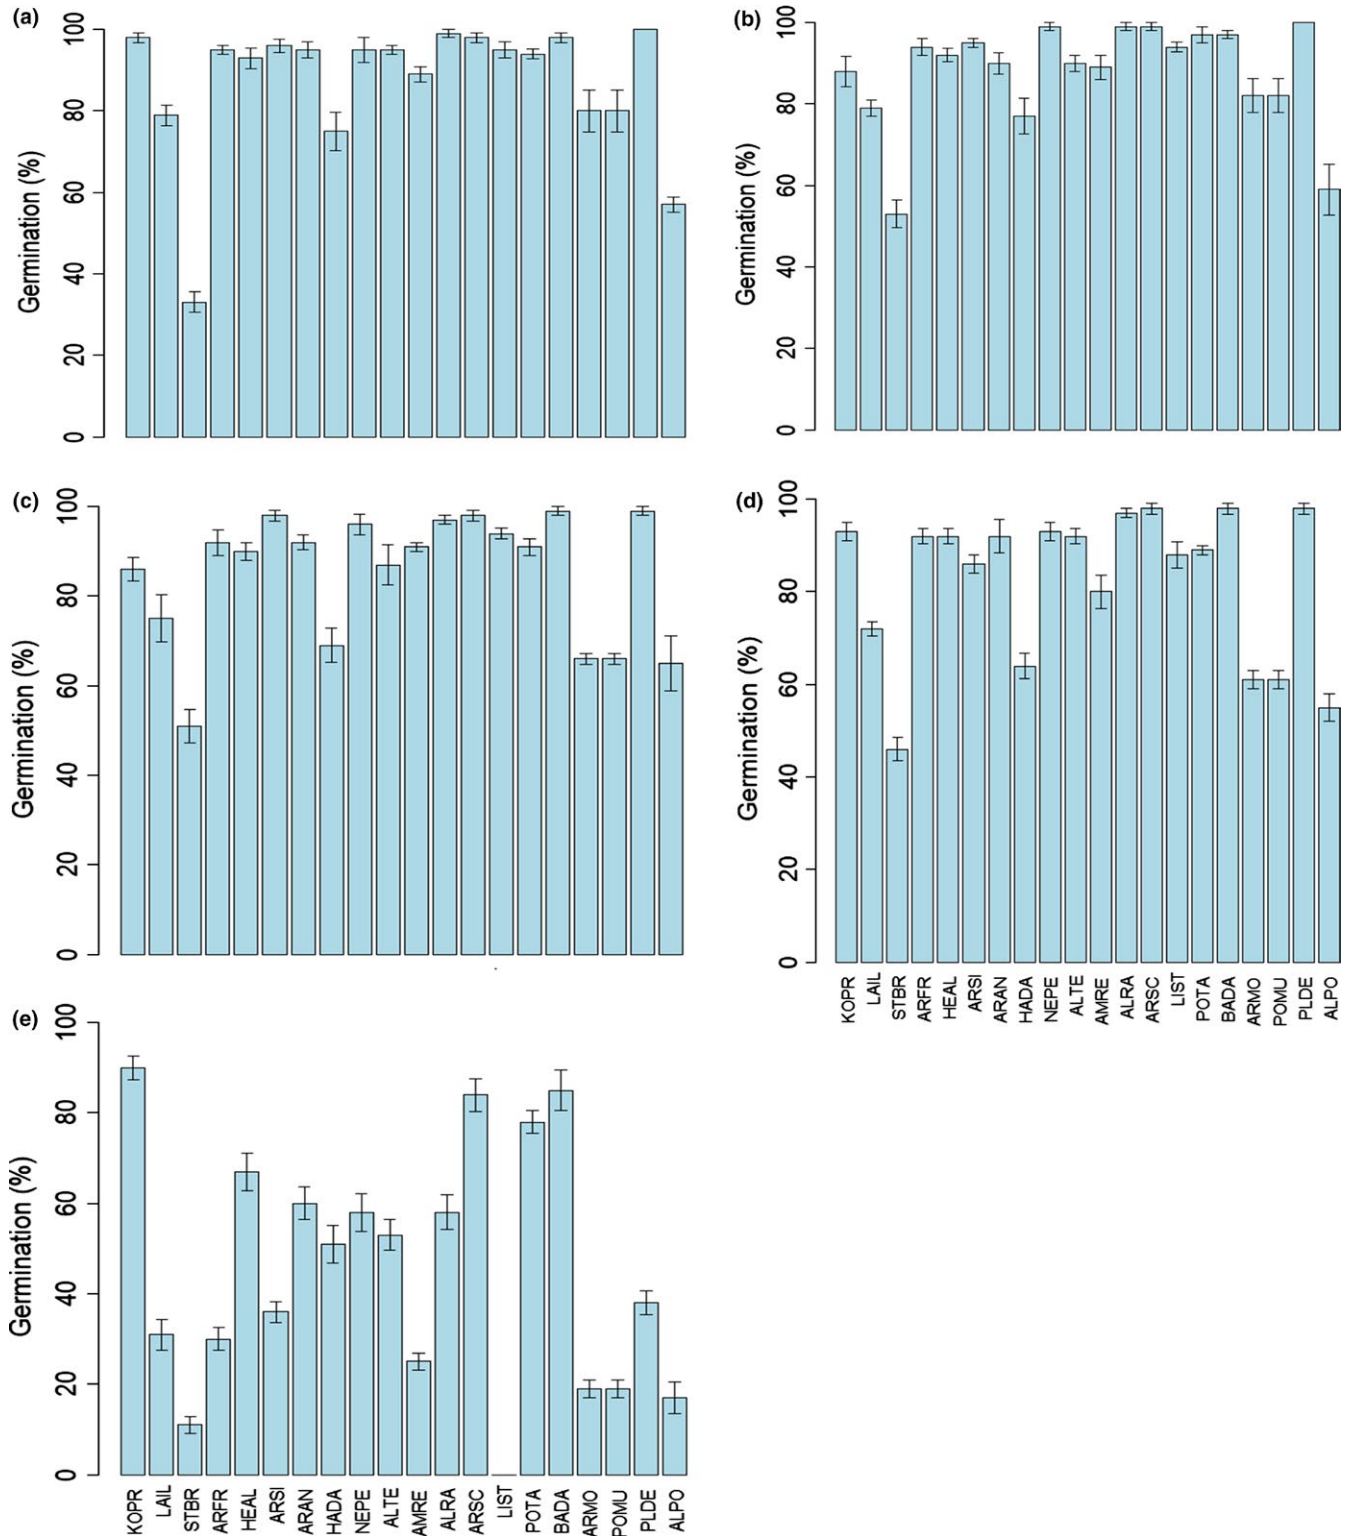 (a)
Germination (%)
100
80
60
40
20
0
(b)
Germination (%)
100
80
60
40
20
0
(c)
Germination (%)
100
80
60
40
20
0
(d)
Germination (%)
100
80
60
40
20
0
KOPR
LAIL
STBR
ARFR
HEAL
ARSI
ARAN
HADA
NEPE
ALTE
AMRE
ALRA
ARSC
LIST
POTA
BADA
ARMO
POMU
PLDE
ALPO
(e)
Germination (%)
100
80
60
40
20
0
KOPR
LAIL
STBR
ARFR
HEAL
ARSI
ARAN
HADA
NEPE
ALTE
AMRE
ALRA
ARSC
LIST
POTA
BADA
ARMO
POMU
PLDE
ALPO